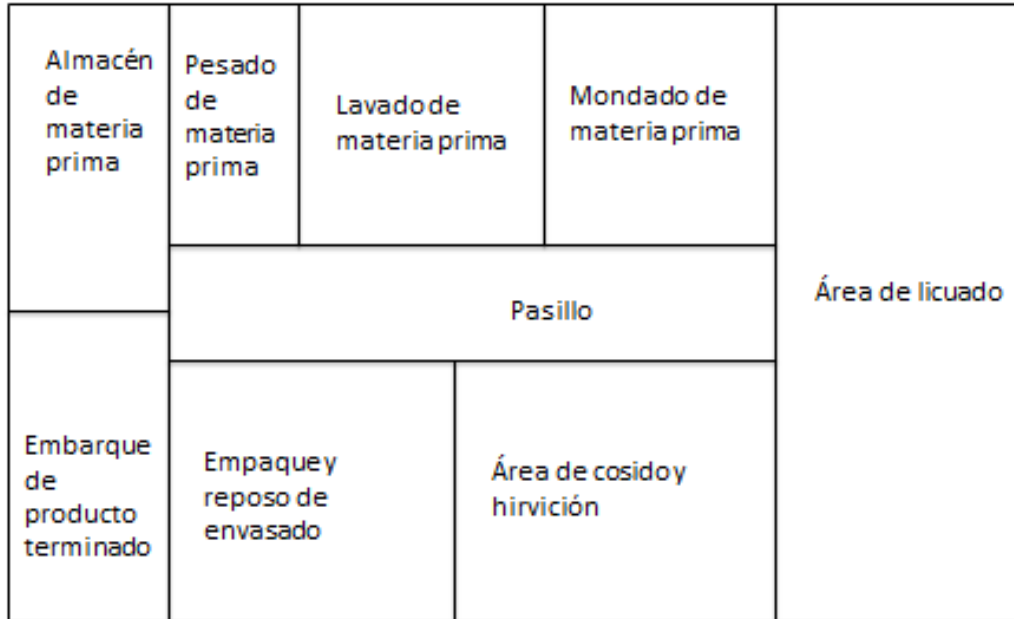 Almacén
de
materia
prima
Pesado
de
materia
prima
Lavado de
materia prima
Mondado de
materia prima
Pasillo
Área de licuado
Embarque
de
producto
terminado
Empaque y
reposo de
envasado
Área de cosido y
hirvición